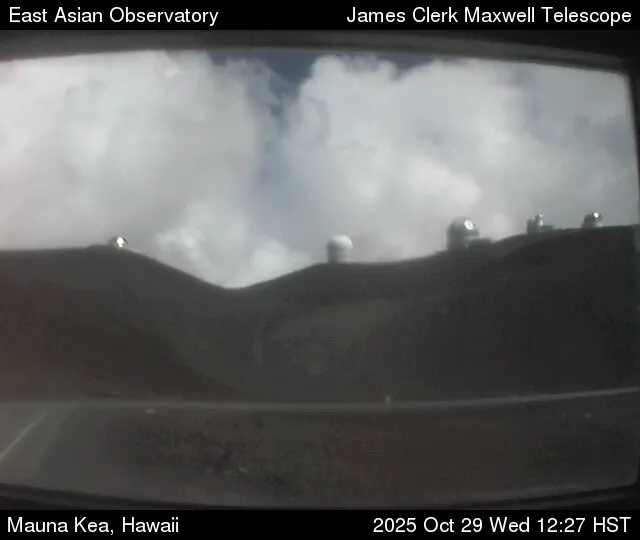 East Asian Observatory
James Clerk Maxwell Telescope
Mauna Kea, Hawaii
2025 Oct 29 Wed 12:27 HST